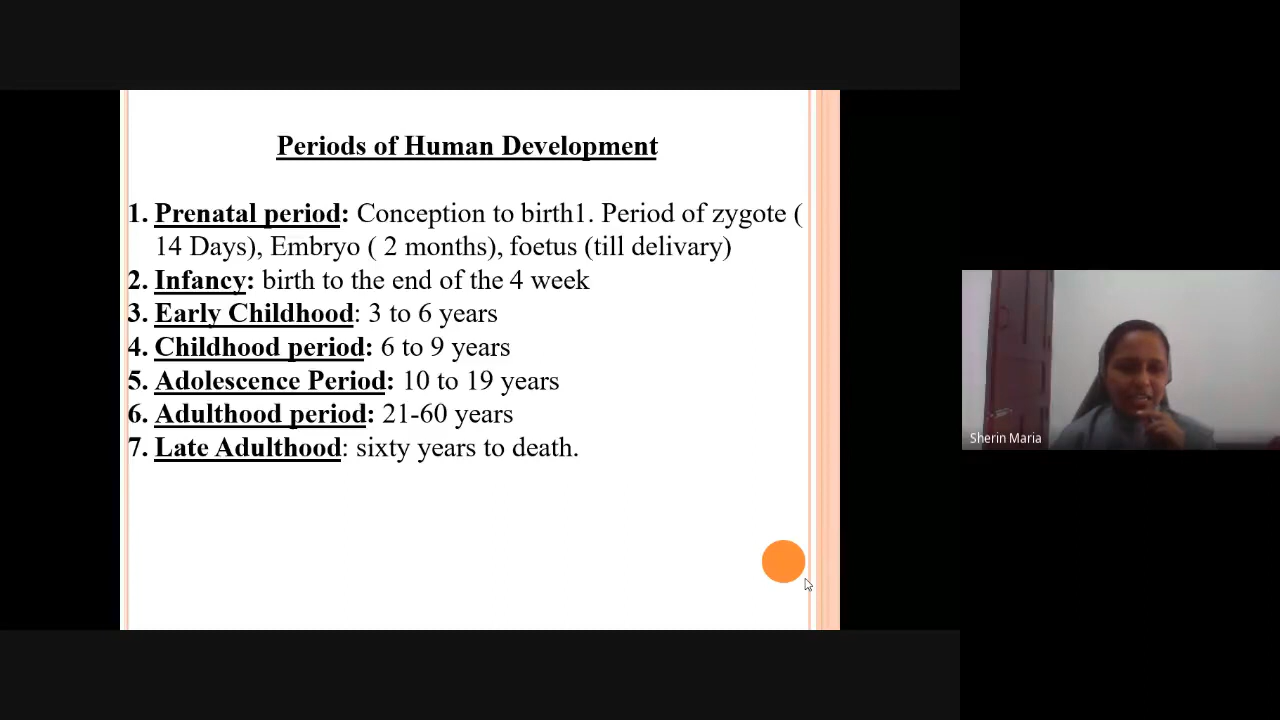 Periods of Human Development
1. Prenatal period: Conception to birth1. Period of zygote (
14 Days), Embryo ( 2 months), foetus (till delivary)
2. Infancy: birth to the end of the 4 week
3. Early Childhood: 3 to 6 years
4. Childhood period: 6 to 9 years
5. Adolescence Period: 10 to 19 years
6. Adulthood period: 21-60 years
7. Late Adulthood: sixty years to death.
Sherin Maria